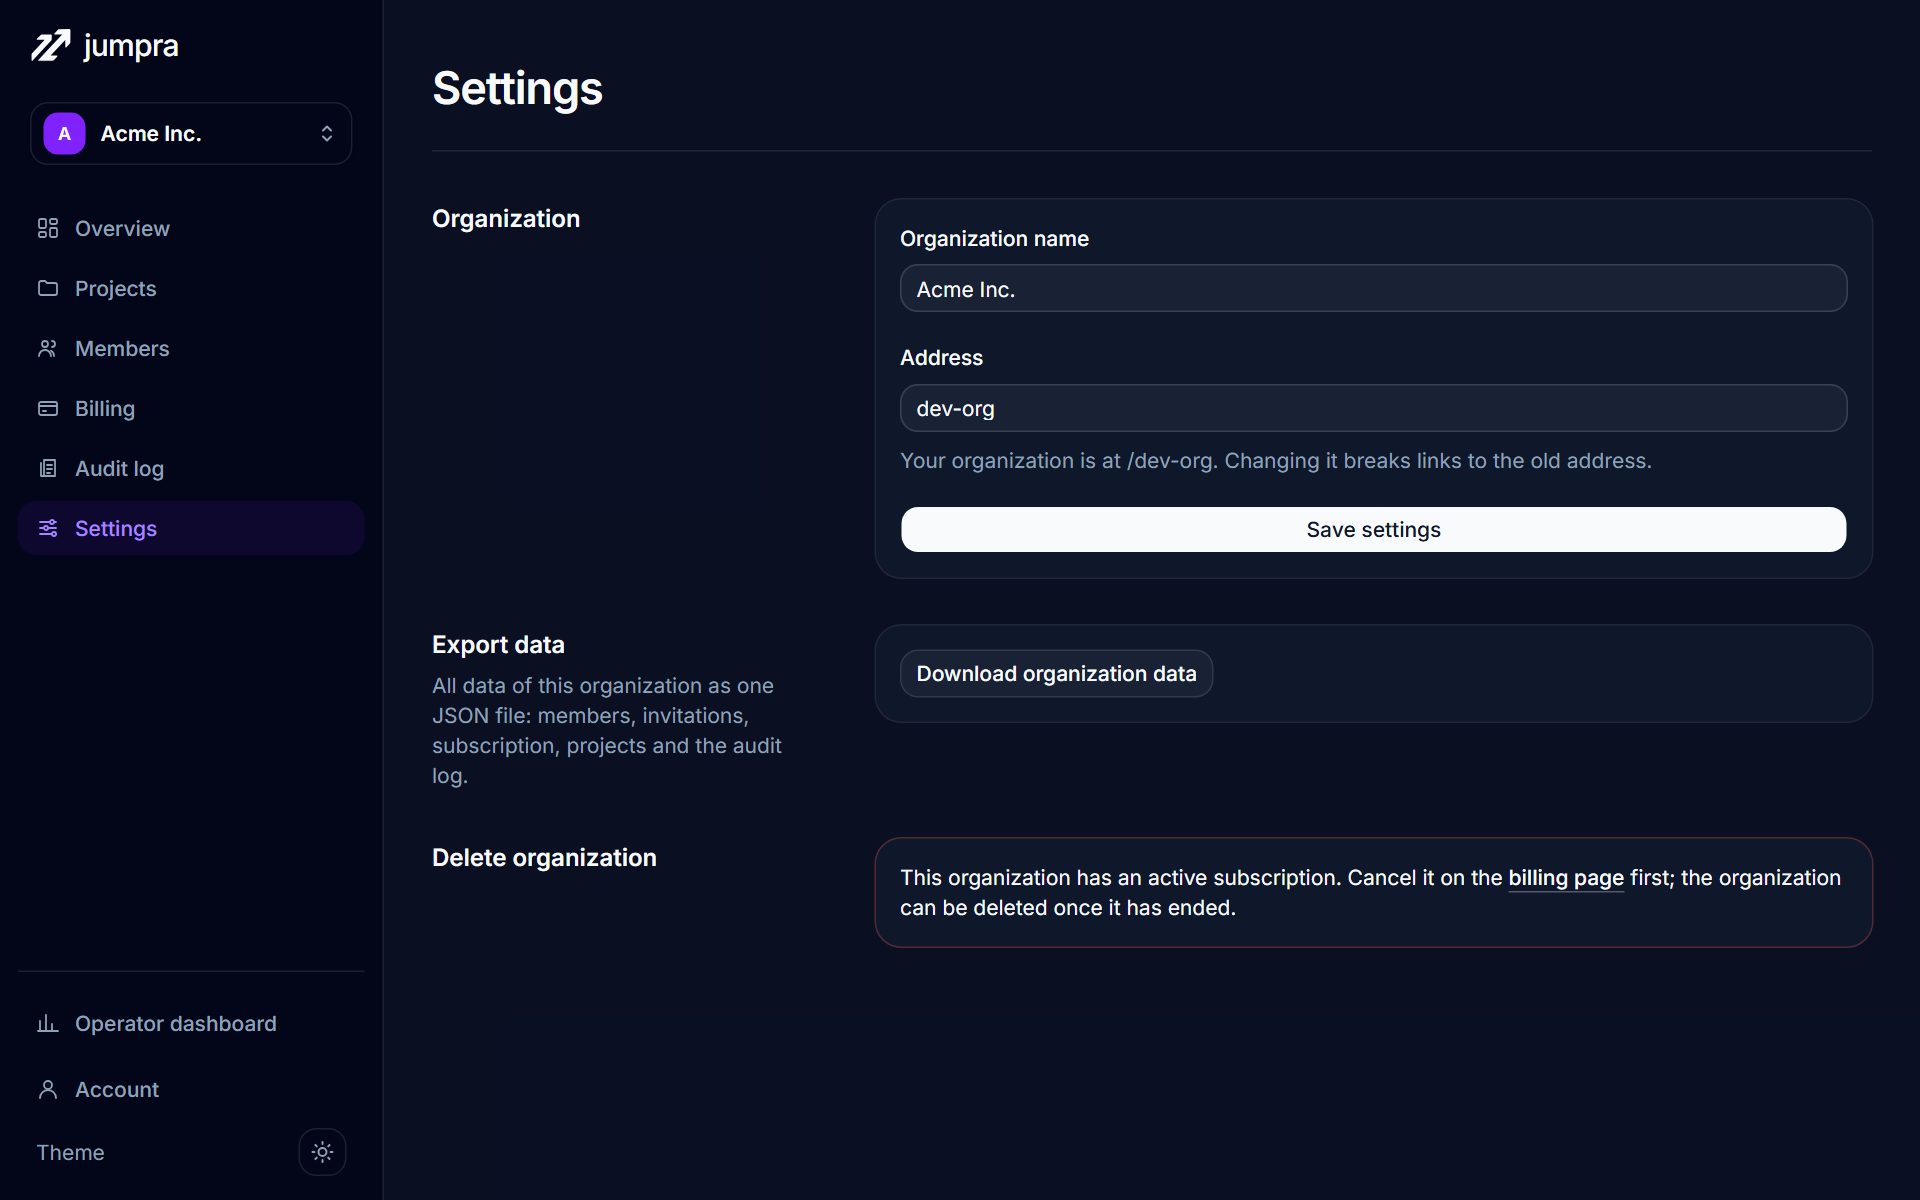 jumpra
A
Acme Inc.
Overview
Projects
Members
Billing
Audit log
Settings
Operator dashboard
Account
Theme
Settings
Organization
Organization name
Acme Inc.
Address
dev-org
Your organization is at /dev-org. Changing it breaks links to the old address.
Save settings
Export data
All data of this organization as one
JSON file: members, invitations,
subscription, projects and the audit
log.
Download organization data
Delete organization
This organization has an active subscription. Cancel it on the billing page first; the organization
can be deleted once it has ended.